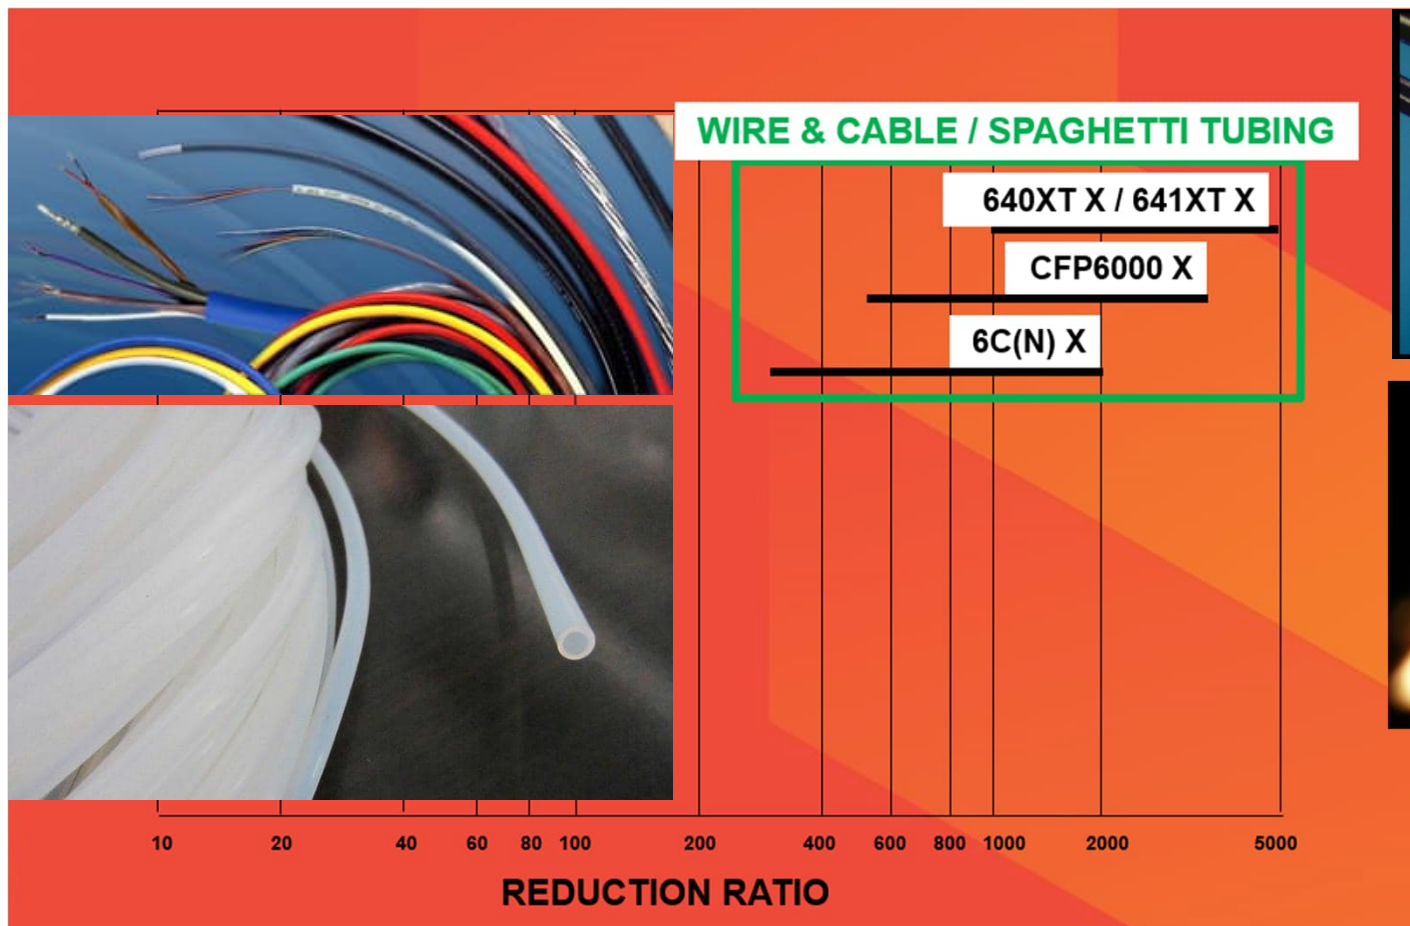 WIRE & CABLE / SPAGHETTI TUBING
640XT X / 641XT X
CFP6000 X
6C(N) X
10 20 40 60 80 100 200 400 600 800 1000 2000 5000
REDUCTION RATIO